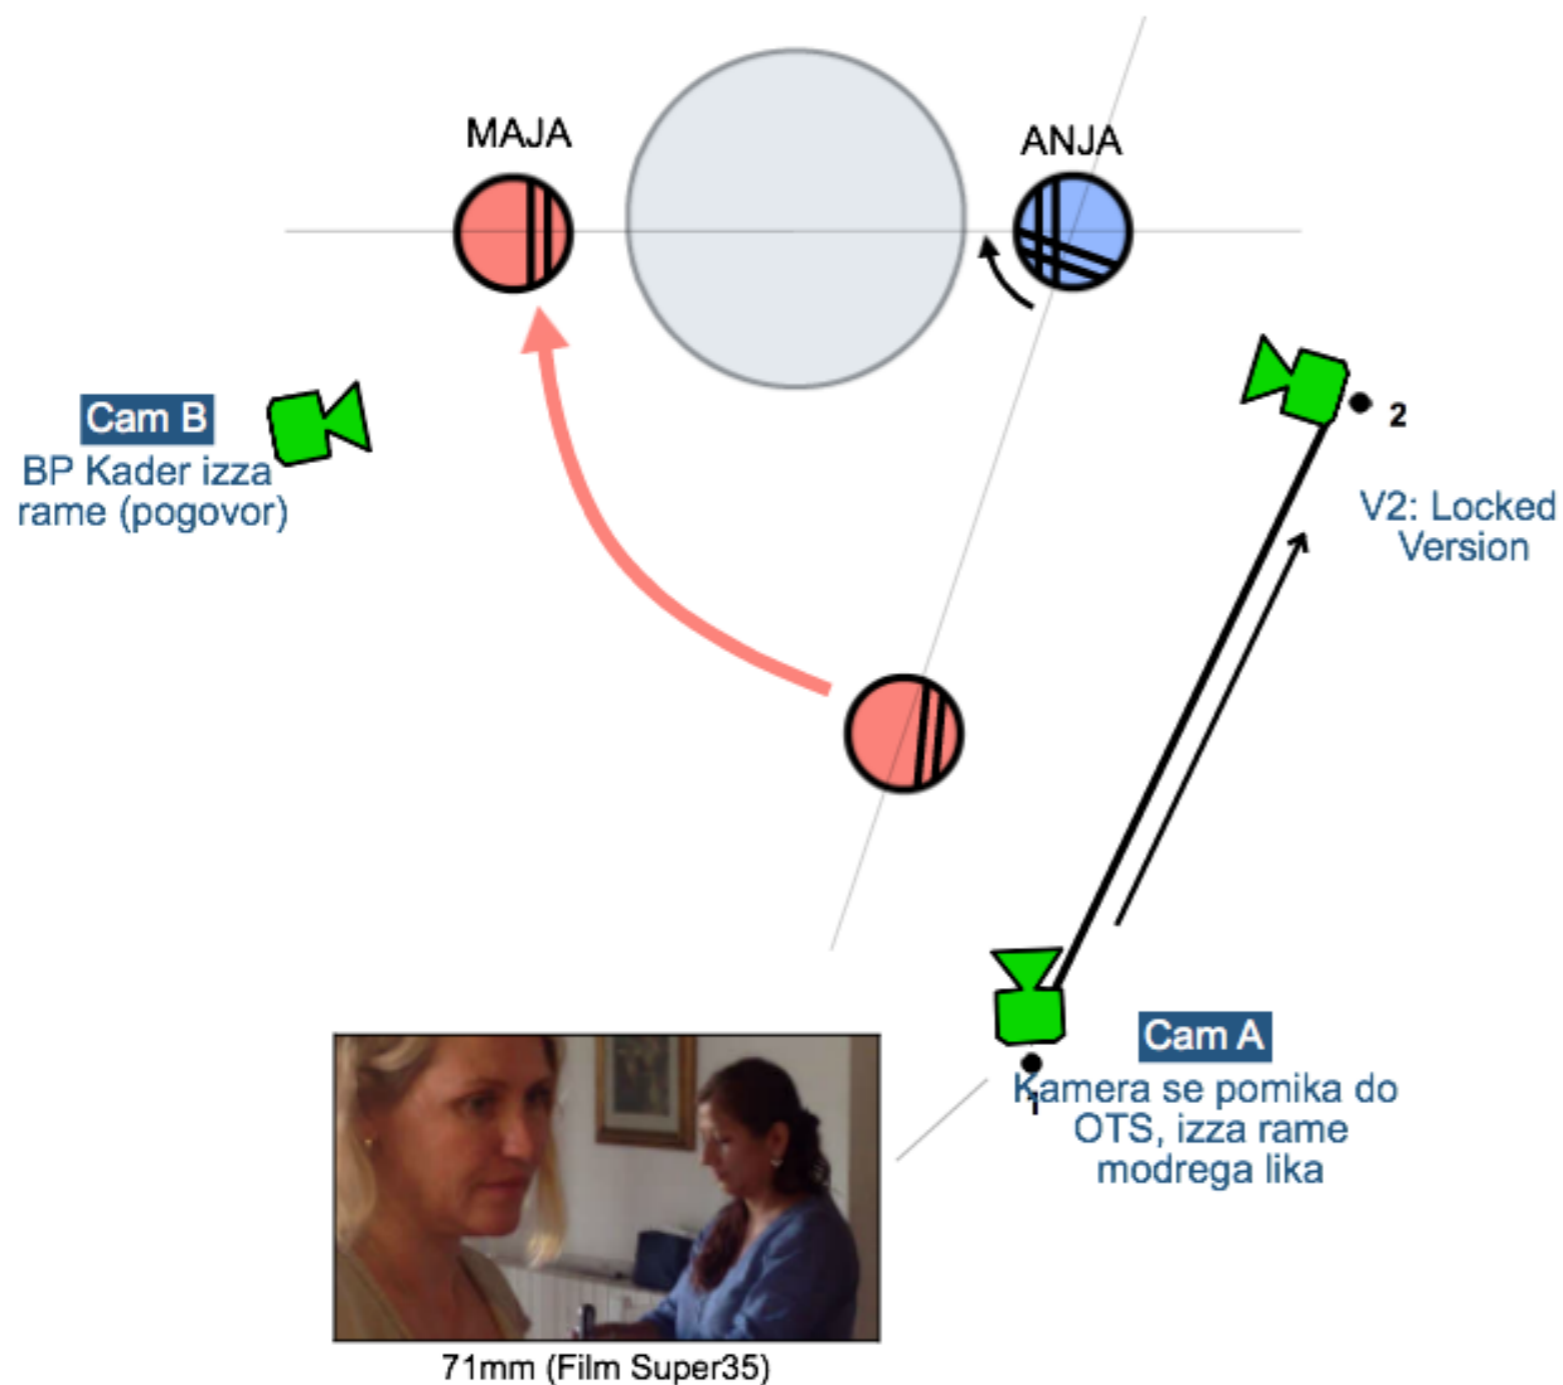 MAJA
ANJA
Cam B
BP Kader izza
rame (pogovor)
2
V2: Locked
Version
Cam A
Kamera se pomika do
1
OTS, izza rame
modrega lika
71mm (Film Super35)